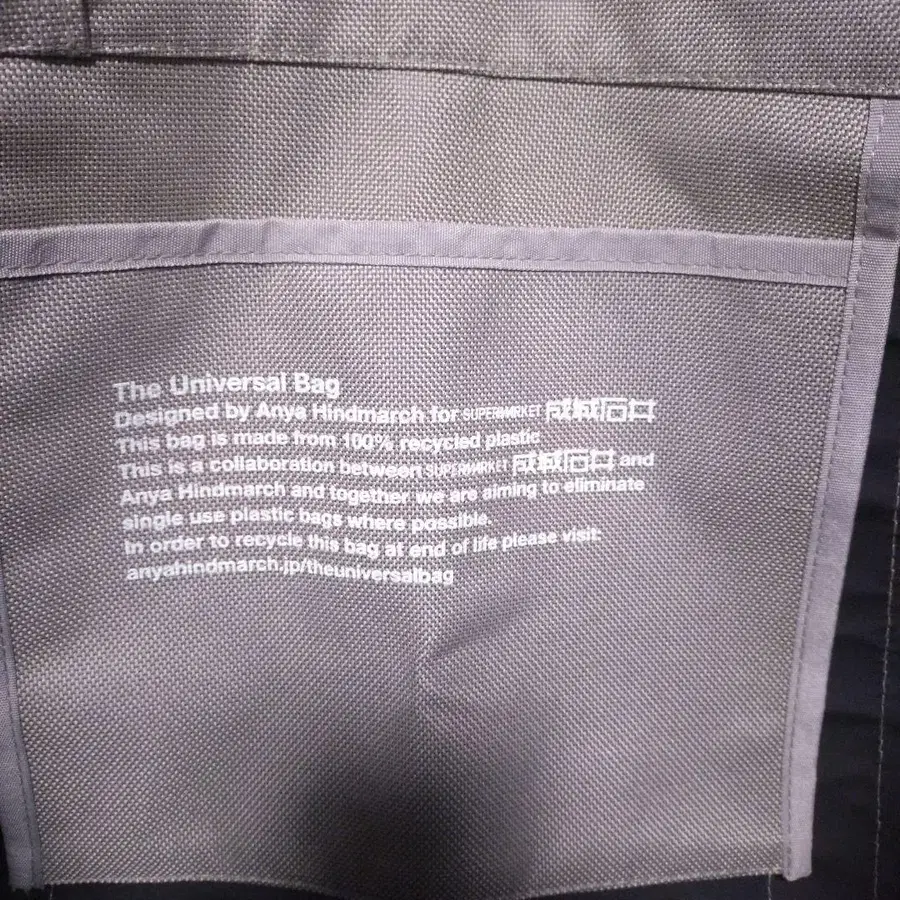 The Universal Bag
Designed by Anya Hindmarch for SUPERMARKET 成城石井
This bag is made from 100% recycled plastic
This is a collaboration between SUPERMARKET 成城石井 and
Anya Hindmarch and together we are aiming to eliminate
single use plastic bags where possible.
In order to recycle this bag at end of life please visit:
anyahindmarch.jp/theuniversalbag